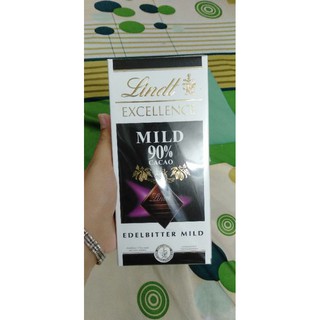 Lindt
EXCELLENCE
MILD
90%
CACAO
EDELBITTER MILD